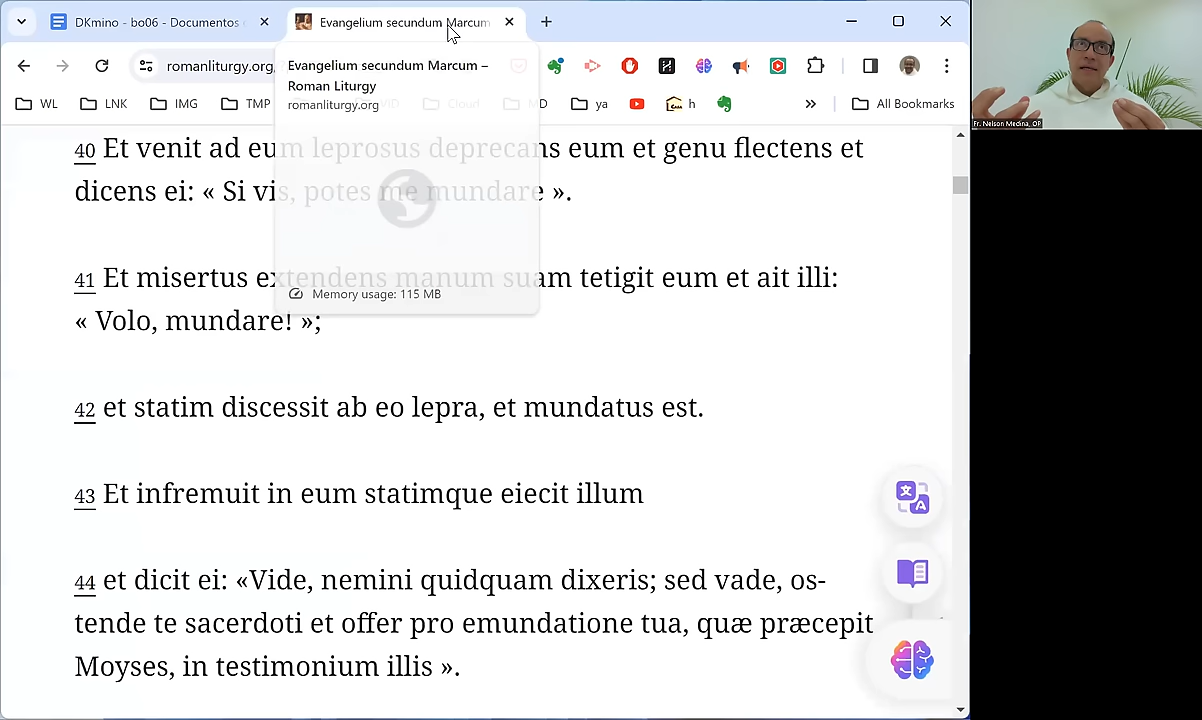 DKmino - bo06 - Documentos
Evangelium secundum Marcum
romanliturgy.org
Evangelium secundum Marcum –
Roman Liturgy
romanliturgy.org
WL
LNK
IMG
TMP
Cloud
ya
h
All Bookmarks
Fr. Nelson Medina, OP
40 Et venit ad eum leprosus deprecans eum et genu flectens et
dicens ei: « Si vis, potes me mundare ».
41 Et misertus extendens manum suam tetigit eum et ait illi:
« Volo, mundare! »;
Memory usage: 115 MB
42 et statim discessit ab eo lepra, et mundatus est.
43 Et infremuit in eum statimque eiecit illum
44 et dicit ei: «Vide, nemini quidquam dixeris; sed vade, os-
tende te sacerdoti et offer pro emundatione tua, quæ præcepit
Moyses, in testimonium illis ».